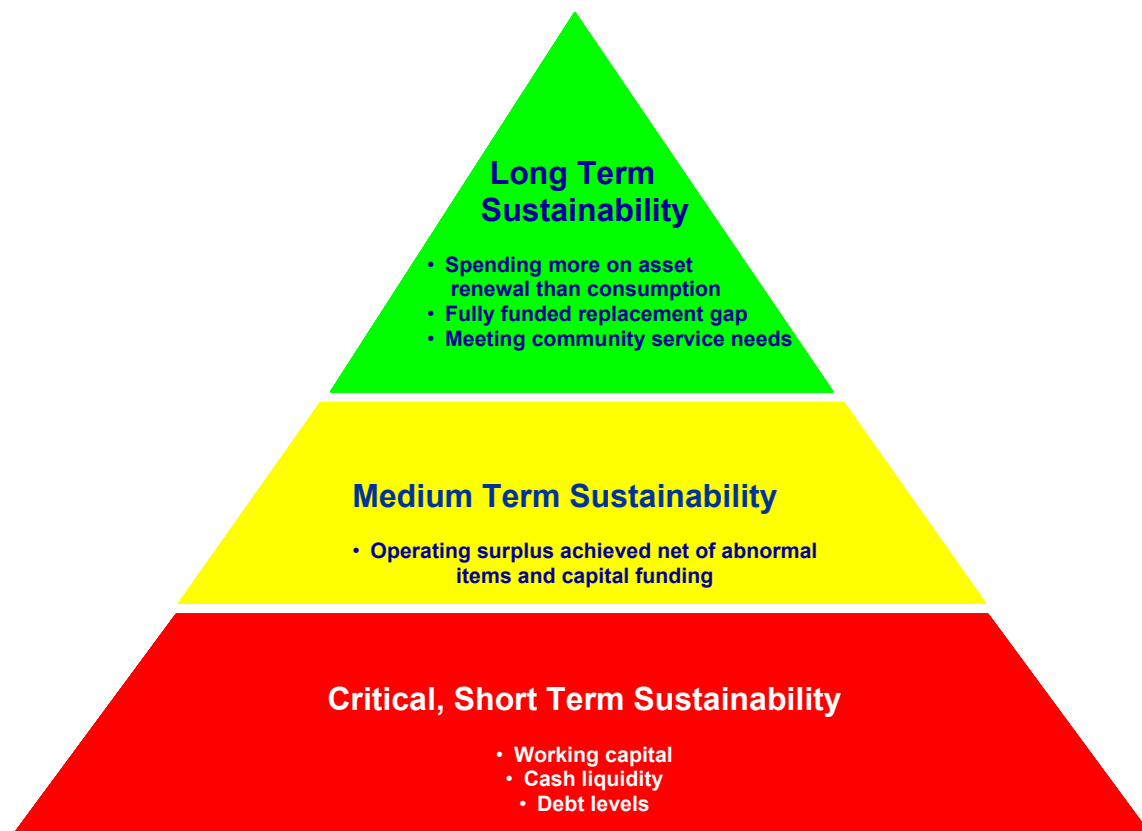 Long Term
Sustainability
• Spending more on asset
renewal than consumption
• Fully funded replacement gap
• Meeting community service needs
Medium Term Sustainability
• Operating surplus achieved net of abnormal
items and capital funding
Critical, Short Term Sustainability
• Working capital
• Cash liquidity
• Debt levels